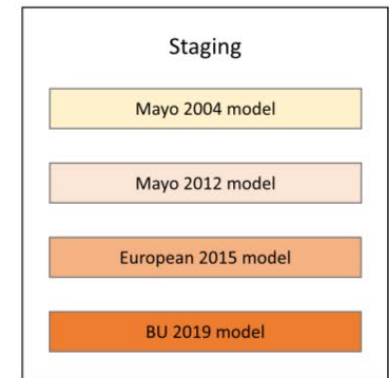 Staging
Mayo 2004 model
Mayo 2012 model
European 2015 model
BU 2019 model